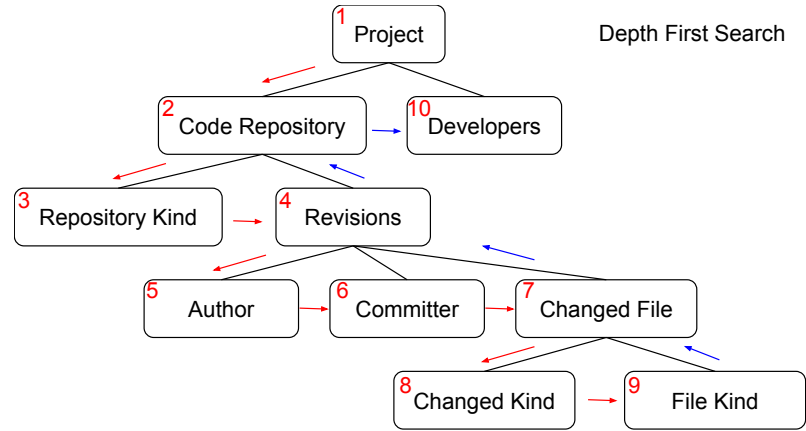 1
Project
Depth First Search
2
Code Repository
10
Developers
3
Repository Kind
4
Revisions
5
Author
6
Committer
7
Changed File
8
Changed Kind
9
File Kind